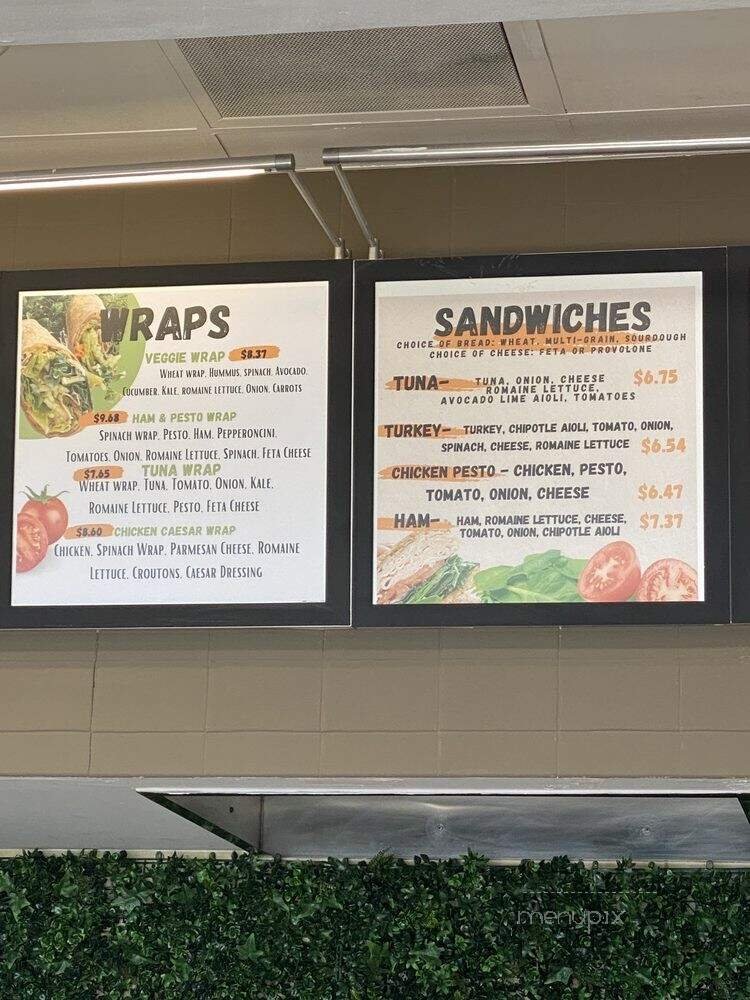 WRAPS
VEGGIE WRAP $8.37
WHEAT WRAP, HUMMUS, SPINACH, AVOCADO,
CUCUMBER, KALE, ROMAINE LETTUCE, ONION, CARROTS
$9.68 HAM & PESTO WRAP
SPINACH WRAP, PESTO, HAM, PEPPERONCINI,
TOMATOES, ONION, ROMAINE LETTUCE, SPINACH, FETA CHEESE
$7.65 TUNA WRAP
WHEAT WRAP, TUNA, TOMATO, ONION, KALE,
ROMAINE LETTUCE, PESTO, FETA CHEESE
$8.60 CHICKEN CAESAR WRAP
CHICKEN, SPINACH WRAP, PARMESAN CHEESE, ROMAINE
LETTUCE, CROUTONS, CAESAR DRESSING
SANDWICHES
CHOICE OF BREAD: WHEAT, MULTI-GRAIN, SOURDOUGH
CHOICE OF CHEESE: FETA OR PROVOLONE
TUNA- TUNA, ONION, CHEESE $6.75
ROMAINE LETTUCE,
AVOCADO LIME AIOLI, TOMATOES
TURKEY- TURKEY, CHIPOTLE AIOLI, TOMATO, ONION,
SPINACH, CHEESE, ROMAINE LETTUCE $6.54
CHICKEN PESTO - CHICKEN, PESTO,
TOMATO, ONION, CHEESE $6.47
HAM- HAM, ROMAINE LETTUCE, CHEESE, $7.37
TOMATO, ONION, CHIPOTLE AIOLI
menupix